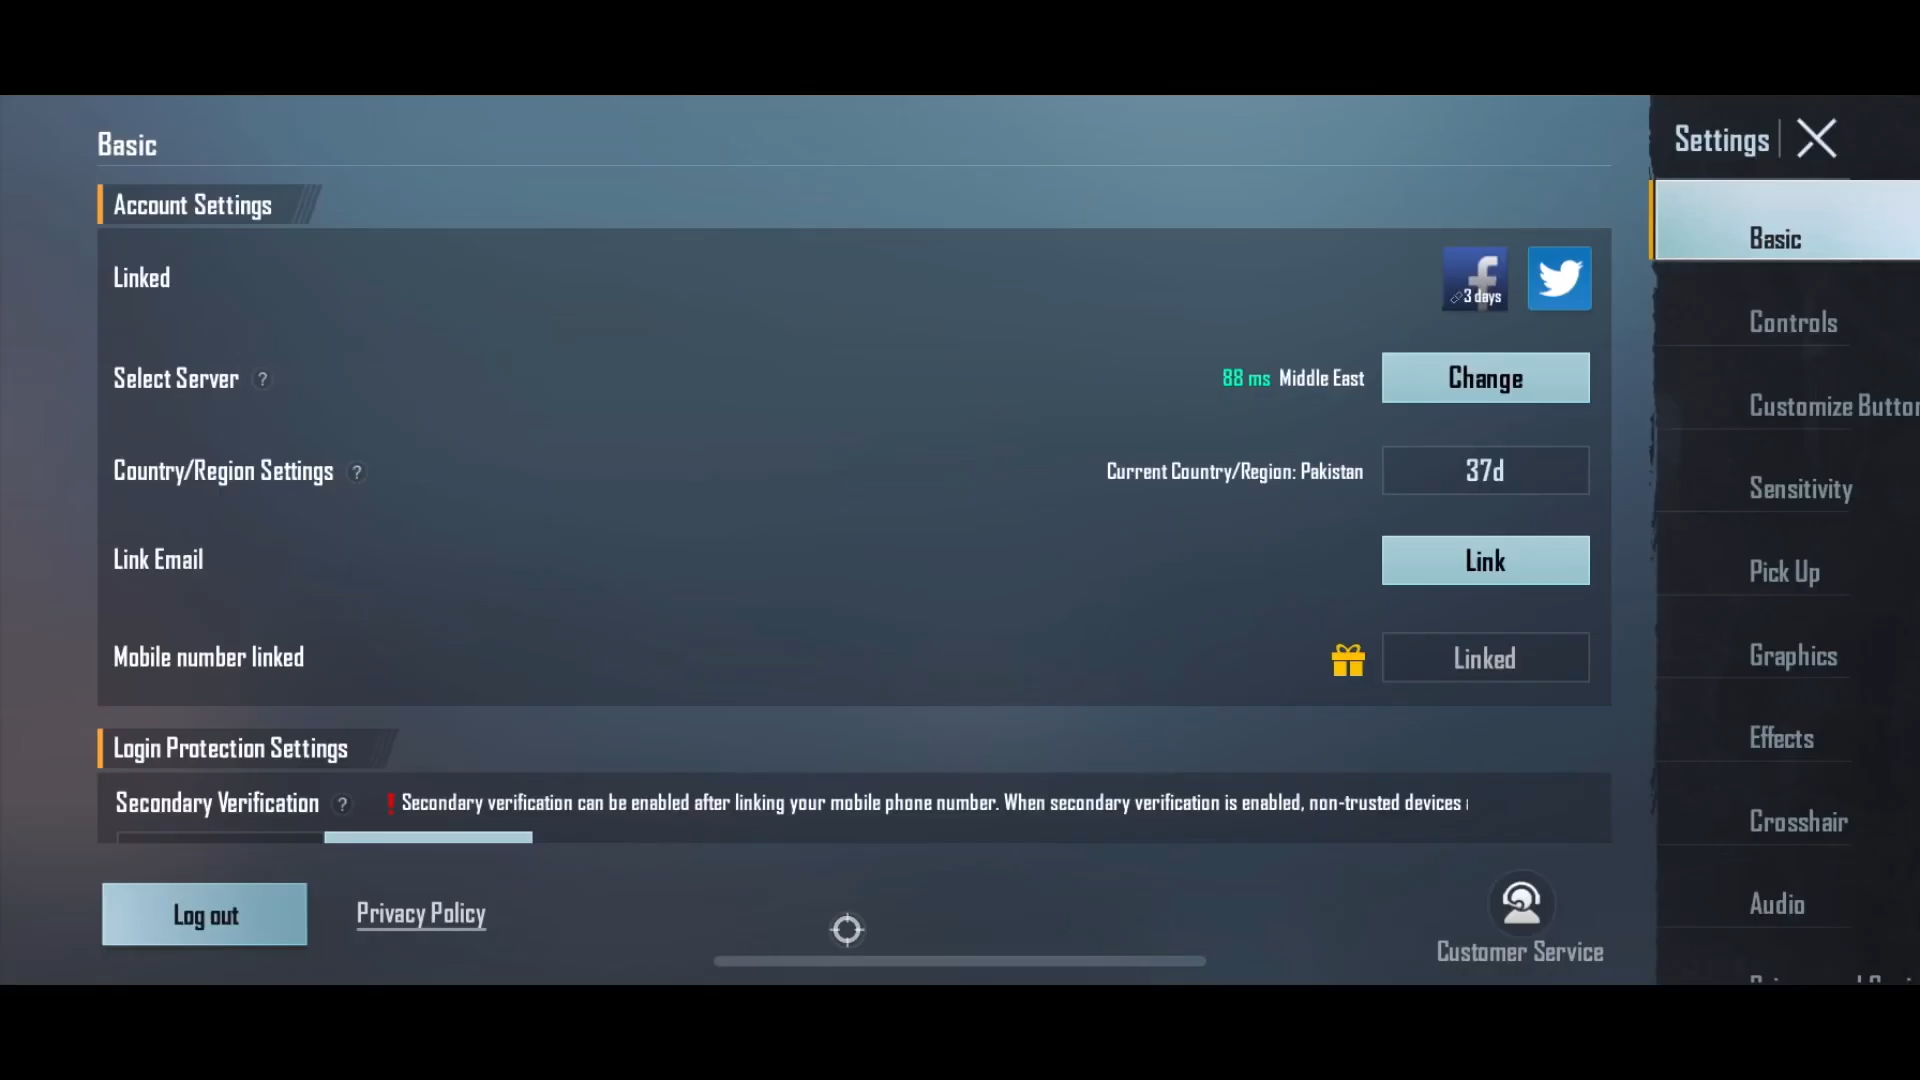 Basic
Settings
Account Settings
Linked
3 days
Select Server ?
88 ms Middle East
Change
Country/Region Settings ?
Current Country/Region: Pakistan
37d
Link Email
Link
Mobile number linked
Linked
Login Protection Settings
Secondary Verification ?
! Secondary verification can be enabled after linking your mobile phone number. When secondary verification is enabled, non-trusted devices
Log out
Privacy Policy
Customer Service
Basic
Controls
Customize Button
Sensitivity
Pick Up
Graphics
Effects
Crosshair
Audio